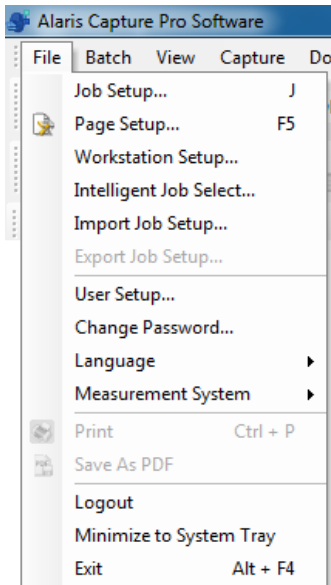 Alaris Capture Pro Software
File Batch View Capture Do
Job Setup... J
Page Setup... F5
Workstation Setup...
Intelligent Job Select...
Import Job Setup...
Export Job Setup...
User Setup...
Change Password...
Language
Measurement System
Print Ctrl + P
Save As PDF
Logout
Minimize to System Tray
Exit Alt + F4